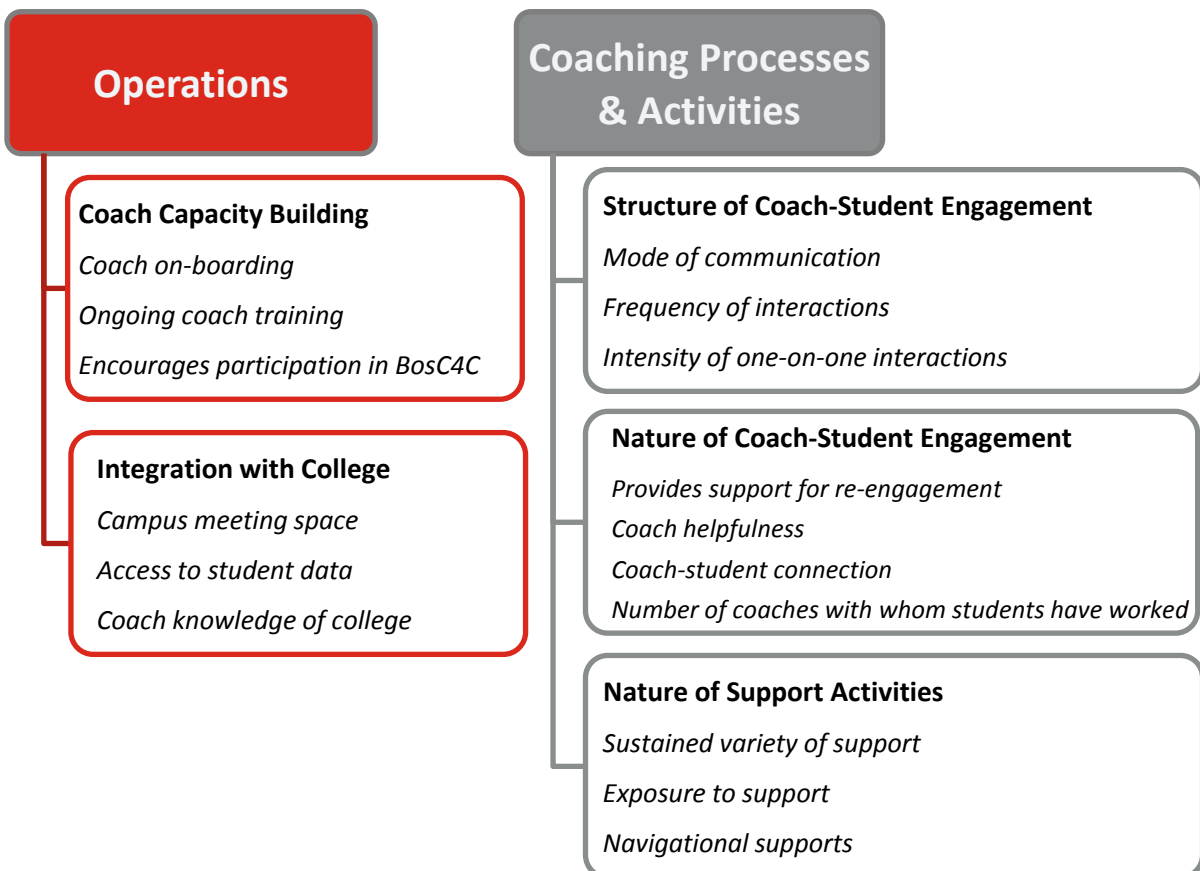 Operations
Coach Capacity Building
Coach on-boarding
Ongoing coach training
Encourages participation in BosC4C
Integration with College
Campus meeting space
Access to student data
Coach knowledge of college
Coaching Processes
& Activities
Structure of Coach-Student Engagement
Mode of communication
Frequency of interactions
Intensity of one-on-one interactions
Nature of Coach-Student Engagement
Provides support for re-engagement
Coach helpfulness
Coach-student connection
Number of coaches with whom students have worked
Nature of Support Activities
Sustained variety of support
Exposure to support
Navigational supports